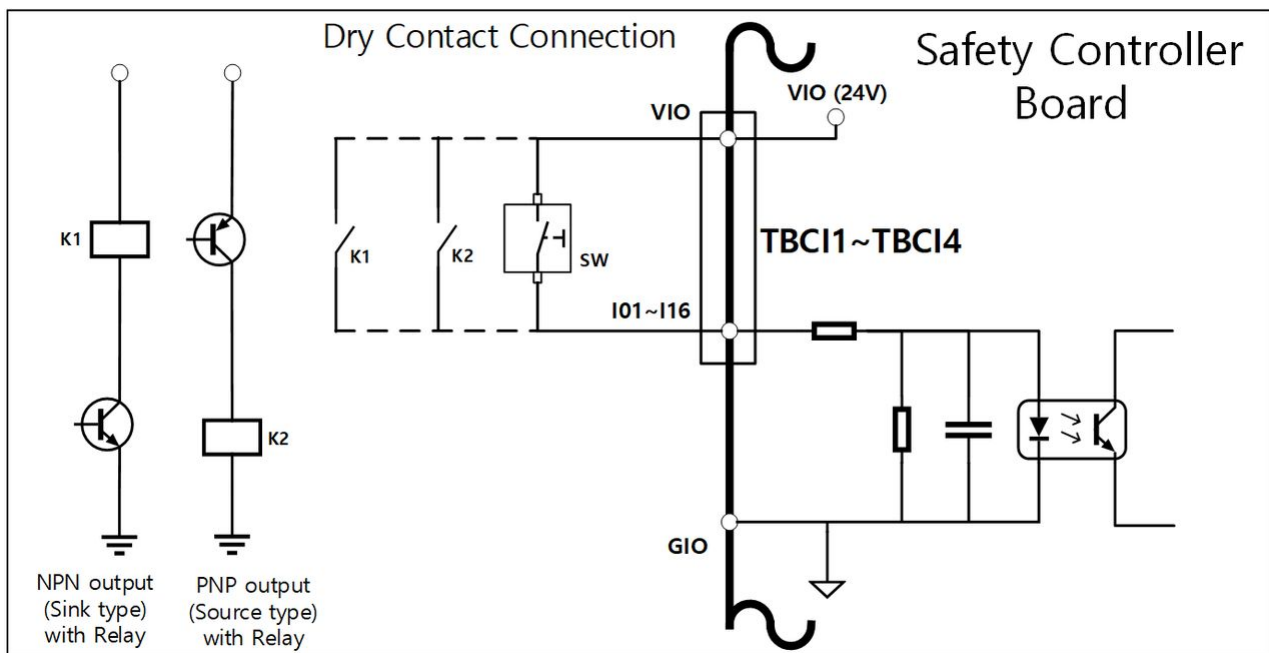 Dry Contact Connection
Safety Controller
Board
VIO (24V)
VIO
K1
K1
K2
SW
TBCI1~TBCI4
I01~I16
K2
GIO
NPN output
(Sink type)
with Relay
PNP output
(Source type)
with Relay